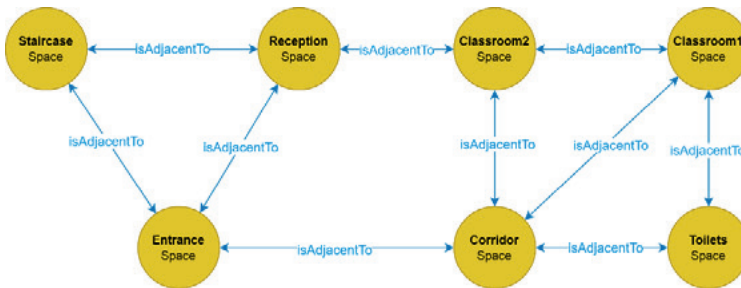 Staircase
Space
isAdjacentTo
Reception
Space
isAdjacentTo
Classroom2
Space
isAdjacentTo
Classroom1
Space
isAdjacentTo
isAdjacentTo
isAdjacentTo
isAdjacentTo
isAdjacentTo
Entrance
Space
isAdjacentTo
Corridor
Space
isAdjacentTo
Toilets
Space